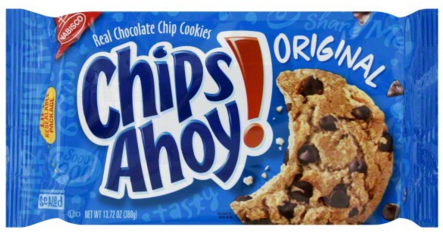 NABISCO
Real Chocolate Chip Cookies
Chips
Ahoy!
ORIGINAL
NET WT 13.72 OZ (389g)